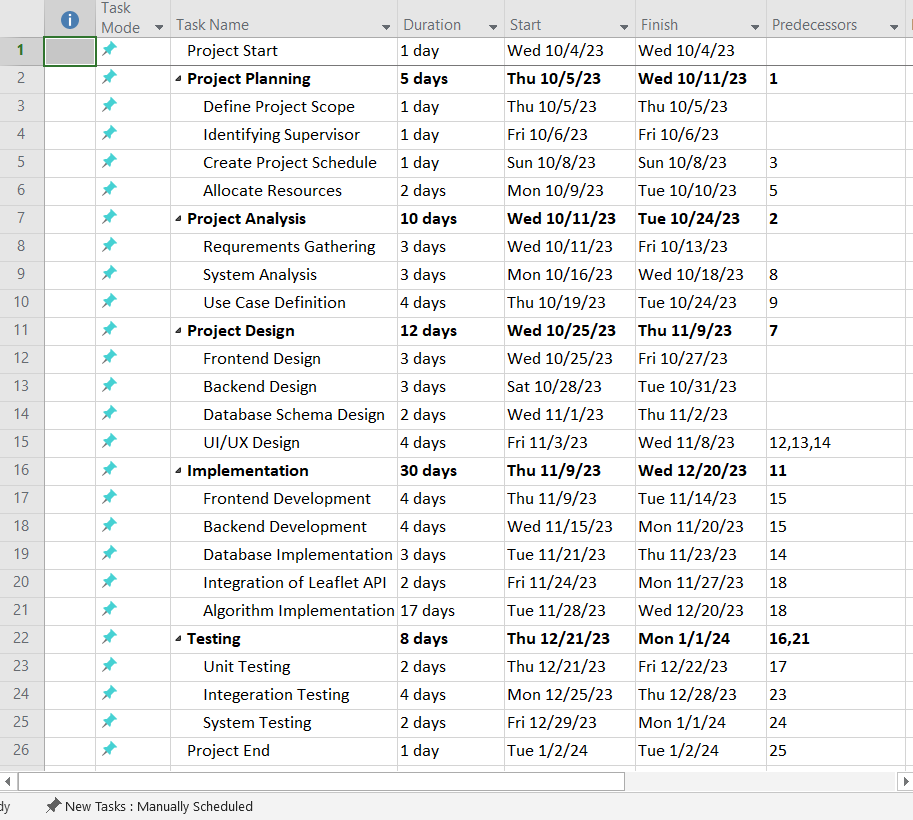 Task Mode Task Name Duration Start Finish Predecessors
1 Project Start 1 day Wed 10/4/23 Wed 10/4/23
2 Project Planning 5 days Thu 10/5/23 Wed 10/11/23 1
3 Define Project Scope 1 day Thu 10/5/23 Thu 10/5/23
4 Identifying Supervisor 1 day Fri 10/6/23 Fri 10/6/23
5 Create Project Schedule 1 day Sun 10/8/23 Sun 10/8/23 3
6 Allocate Resources 2 days Mon 10/9/23 Tue 10/10/23 5
7 Project Analysis 10 days Wed 10/11/23 Tue 10/24/23 2
8 Requrements Gathering 3 days Wed 10/11/23 Fri 10/13/23
9 System Analysis 3 days Mon 10/16/23 Wed 10/18/23 8
10 Use Case Definition 4 days Thu 10/19/23 Tue 10/24/23 9
11 Project Design 12 days Wed 10/25/23 Thu 11/9/23 7
12 Frontend Design 3 days Wed 10/25/23 Fri 10/27/23
13 Backend Design 3 days Sat 10/28/23 Tue 10/31/23
14 Database Schema Design 2 days Wed 11/1/23 Thu 11/2/23
15 UI/UX Design 4 days Fri 11/3/23 Wed 11/8/23 12,13,14
16 Implementation 30 days Thu 11/9/23 Wed 12/20/23 11
17 Frontend Development 4 days Thu 11/9/23 Tue 11/14/23 15
18 Backend Development 4 days Wed 11/15/23 Mon 11/20/23 15
19 Database Implementation 3 days Tue 11/21/23 Thu 11/23/23 14
20 Integration of Leaflet API 2 days Fri 11/24/23 Mon 11/27/23 18
21 Algorithm Implementation 17 days Tue 11/28/23 Wed 12/20/23 18
22 Testing 8 days Thu 12/21/23 Mon 1/1/24 16,21
23 Unit Testing 2 days Thu 12/21/23 Fri 12/22/23 17
24 Integeration Testing 4 days Mon 12/25/23 Thu 12/28/23 23
25 System Testing 2 days Fri 12/29/23 Mon 1/1/24 24
26 Project End 1 day Tue 1/2/24 Tue 1/2/24 25
dy New Tasks : Manually Scheduled